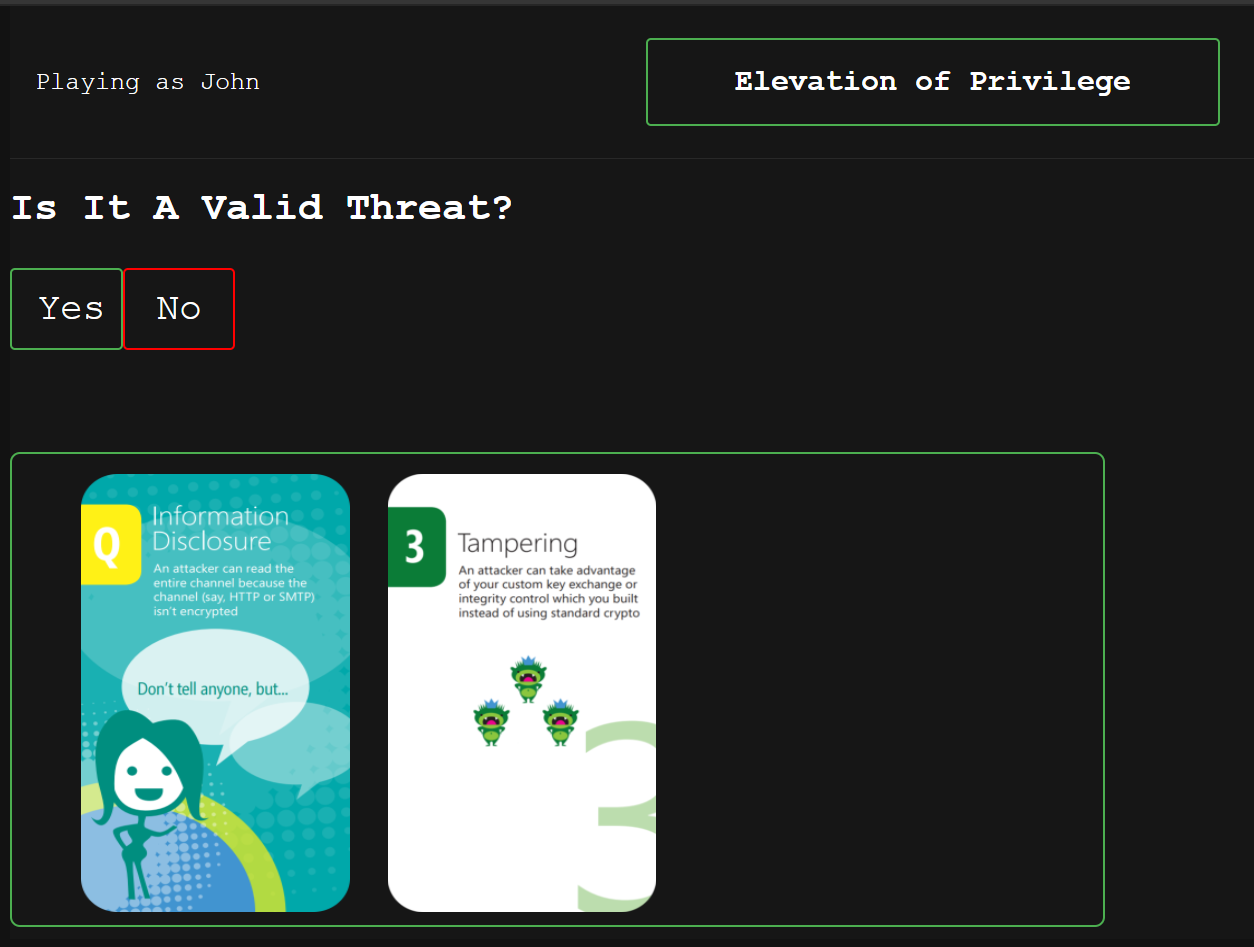 Playing as John
Elevation of Privilege
Is It A Valid Threat?
Yes
No
Q
Information
Disclosure
An attacker can read the
entire channel because the
channel (say, HTTP or SMTP)
isn't encrypted
Don't tell anyone, but...
3
Tampering
An attacker can take advantage
of your custom key exchange or
integrity control which you built
instead of using standard crypto
3